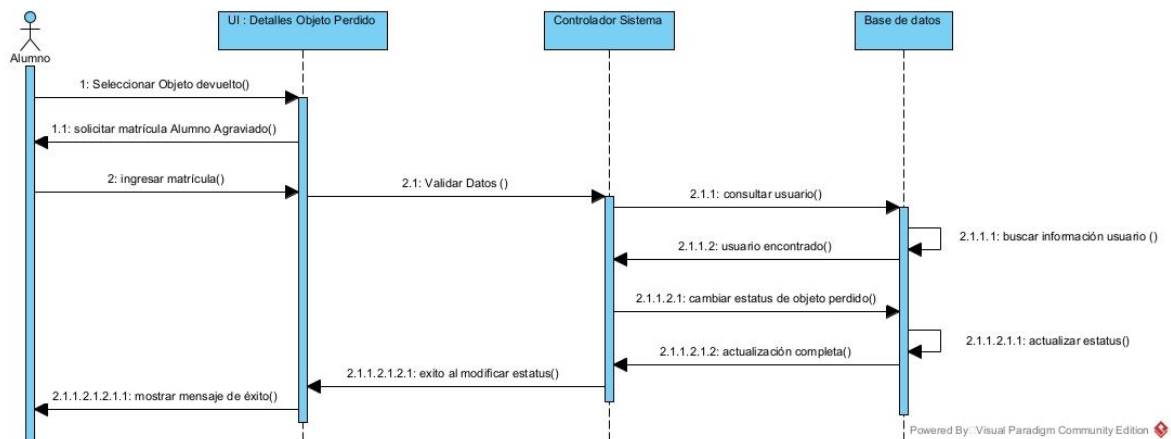 UI : Detalles Objeto Perdido
Controlador Sistema
Base de datos
Alumno
1: Seleccionar Objeto devuelto()
1.1: solicitar matrícula Alumno Agraviado()
2: ingresar matrícula()
2.1: Validar Datos ()
2.1.1: consultar usuario()
2.1.1.1: buscar información usuario ()
2.1.1.2: usuario encontrado()
2.1.1.2.1: cambiar estatus de objeto perdido()
2.1.1.2.1.1: actualizar estatus()
2.1.1.2.1.2: actualización completa()
2.1.1.2.1.2.1: exito al modificar estatus()
2.1.1.2.1.2.1.1: mostrar mensaje de éxito()
Powered By Visual Paradigm Community Edition